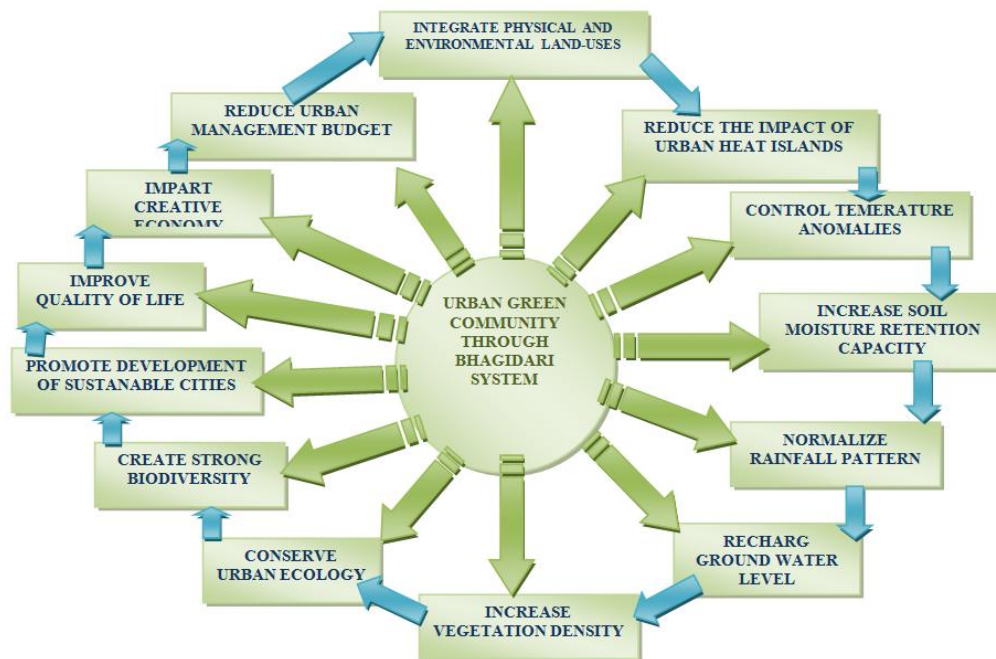 INTEGRATE PHYSICAL AND
ENVIRONMENTAL LAND-USES
REDUCE THE IMPACT OF
URBAN HEAT ISLANDS
CONTROL TEMERATURE
ANOMALIES
INCREASE SOIL
MOISTURE RETENTION
CAPACITY
NORMALIZE
RAINFALL PATTERN
RECHARG
GROUND WATER
LEVEL
INCREASE
VEGETATION DENSITY
CONSERVE
URBAN ECOLOGY
CREATE STRONG
BIODIVERSITY
PROMOTE DEVELOPMENT
OF SUSTANABLE CITIES
IMPROVE
QUALITY OF LIFE
IMPART
CREATIVE
ECONOMY
REDUCE URBAN
MANAGEMENT BUDGET
URBAN GREEN
COMMUNITY
THROUGH
BHAGIDARI
SYSTEM